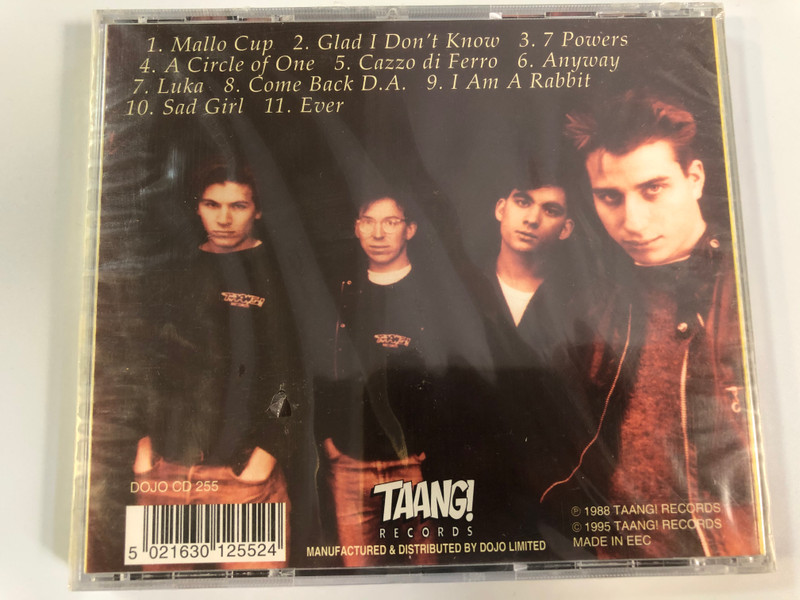 1. Mallo Cup 2. Glad I Don't Know 3. 7 Powers
4. A Circle of One 5. Cazzo di Ferro 6. Anyway
7. Luka 8. Come Back D.A. 9. I Am A Rabbit
10. Sad Girl 11. Ever
TAANG!
TAANG!
DOJO CD 255
5 021630 125524
TAANG!
RECORDS
MANUFACTURED & DISTRIBUTED BY DOJO LIMITED
℗ 1988 TAANG! RECORDS
© 1995 TAANG! RECORDS
MADE IN EEC